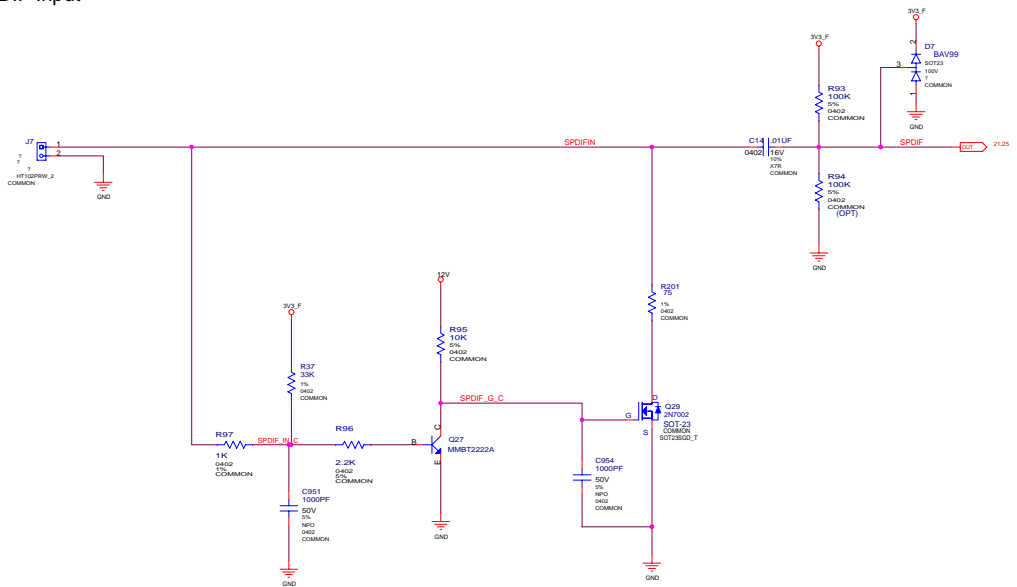 DIF Input
3V3_F
2
D7
BAV99
SOT23
100V
?
COMMON
3
1
GND
3V3_F
R93
100K
5%
0402
COMMON
J7
1
2
?
?
?
HT102PRW_2
COMMON
GND
SPDIFIN
C14
.01UF
0402
16V
10%
X7R
COMMON
SPDIF
OUT
21,25
R94
100K
5%
0402
COMMON
(OPT)
GND
12V
R95
10K
5%
0402
COMMON
R201
75
1%
0402
COMMON
3V3_F
R37
33K
1%
0402
COMMON
SPDIF_G_C
D
G
S
Q29
2N7002
SOT-23
COMMON
SOT23SGD_T
R97
1K
0402
1%
COMMON
SPDIF_IN_C
R96
2.2K
0402
5%
COMMON
B
C
E
Q27
MMBT2222A
GND
C954
1000PF
50V
5%
NPO
0402
COMMON
GND
C951
1000PF
50V
5%
NPO
0402
COMMON
GND